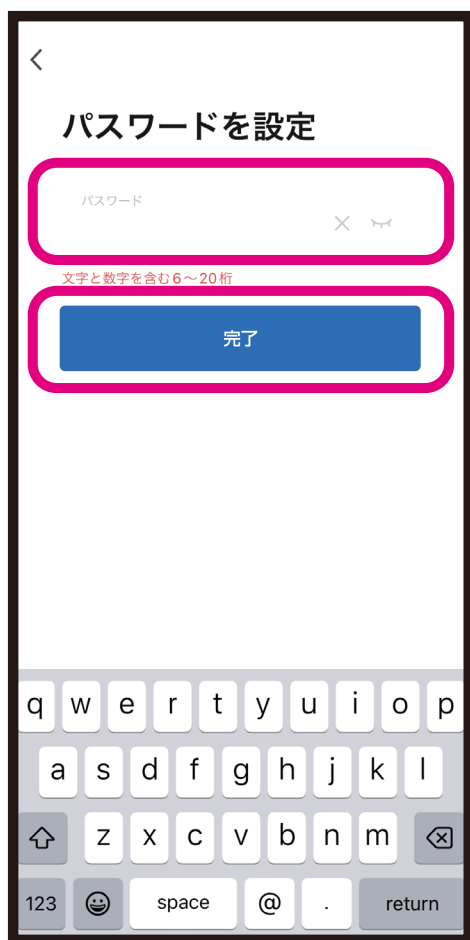 パスワードを設定
パスワード
文字と数字を含む6～20桁
完了
q w e r t y u i o p
a s d f g h j k l
z x c v b n m
123 space @ . return